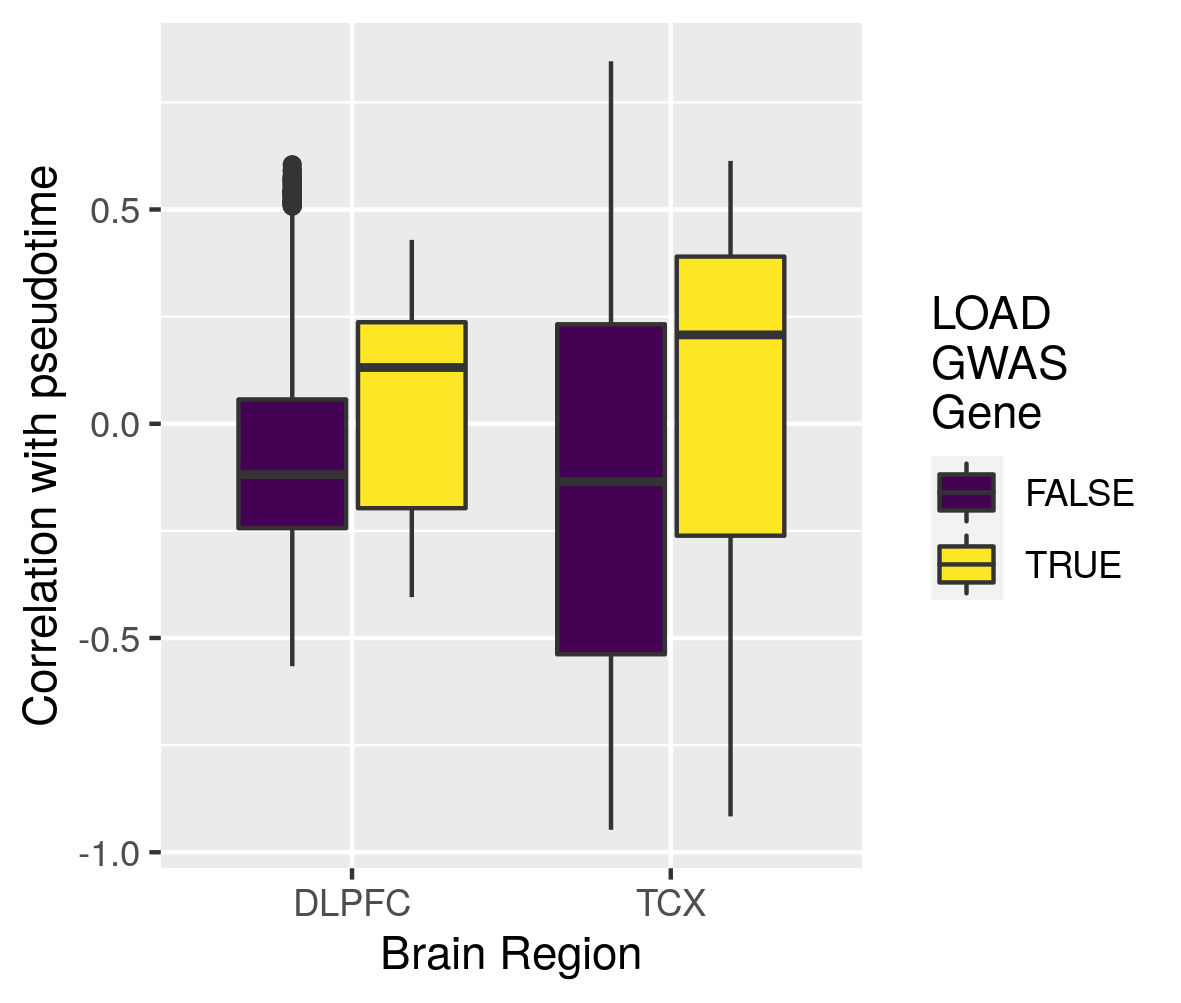 Correlation with pseudotime
0.5
0.0
-0.5
-1.0
DLPFC
TCX
Brain Region
LOAD
GWAS
Gene
FALSE
TRUE